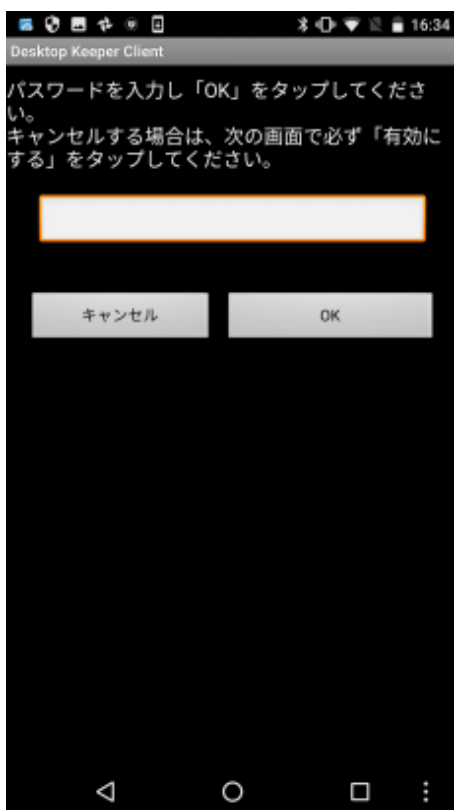 16:34
Desktop Keeper Client
パスワードを入力し「OK」をタップしてくださ
い。
キャンセルする場合は、次の画面で必ず「有効に
する」をタップしてください。
キャンセル
OK